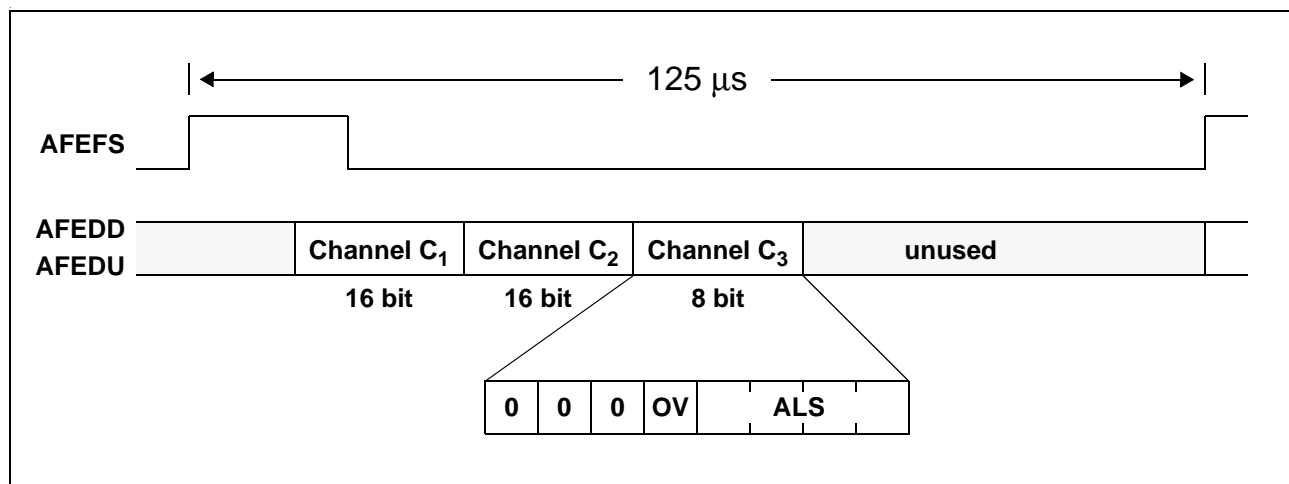 125 µs
AFEFS
AFEDD
AFEDU
Channel C1 Channel C2 Channel C3 unused
16 bit 16 bit 8 bit
0 0 0 OV ALS